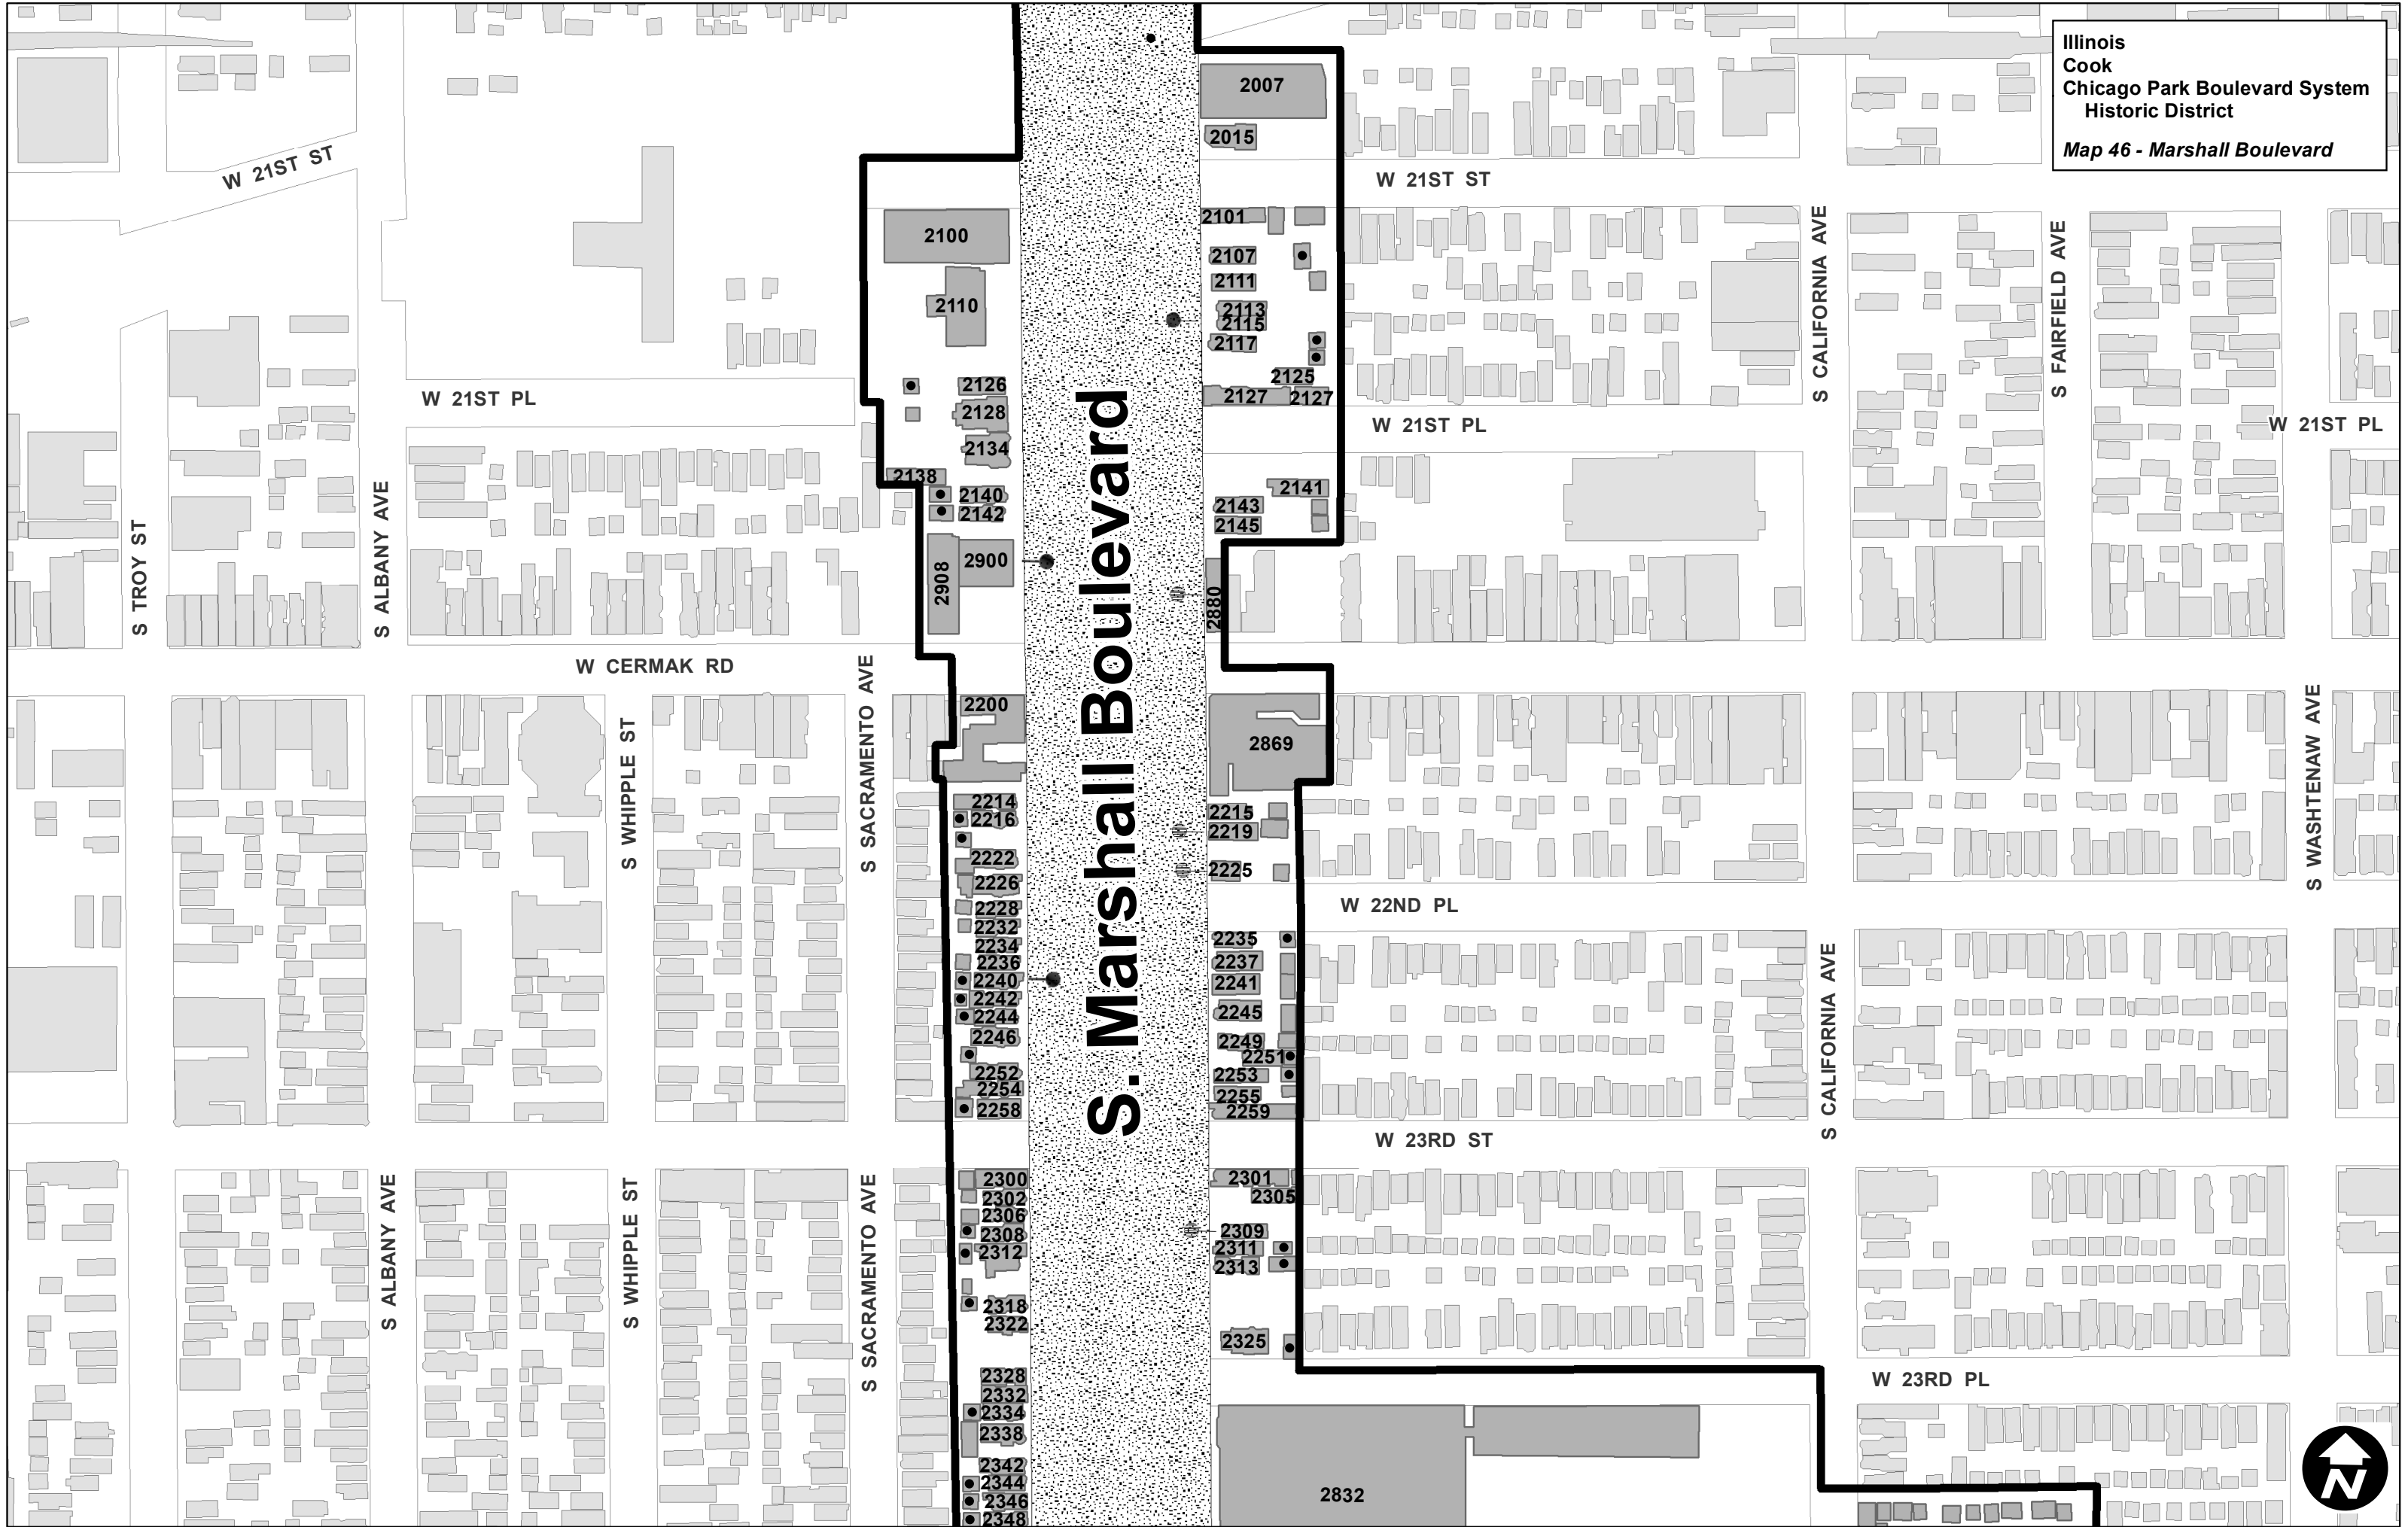 Illinois
Cook
Chicago Park Boulevard System
Historic District
Map 46 - Marshall Boulevard
2007
2015
W 21ST ST
W 21ST ST
2101
2100
2107
2111
2110
2113
2115
2117
2125
2126
2127
2127
2128
W 21ST PL
W 21ST PL
W 21ST PL
2134
2138
2140
2142
2141
2143
2145
2900
2908
2880
S TROY ST
S ALBANY AVE
S CALIFORNIA AVE
S FAIRFIELD AVE
S. Marshall Boulevard
W CERMAK RD
S WHIPPLE ST
S SACRAMENTO AVE
S WASHTENAW AVE
2200
2869
2214
2216
2215
2219
2222
2225
2226
W 22ND PL
2228
2232
2234
2236
2240
2242
2244
2246
2252
2254
2258
2235
2237
2241
2245
2249
2251
2253
2255
2259
S CALIFORNIA AVE
W 23RD ST
2300
2302
2306
2308
2312
2318
2322
2301
2305
2309
2311
2313
2325
S ALBANY AVE
S WHIPPLE ST
S SACRAMENTO AVE
W 23RD PL
2328
2332
2334
2338
2342
2344
2346
2348
2832
N